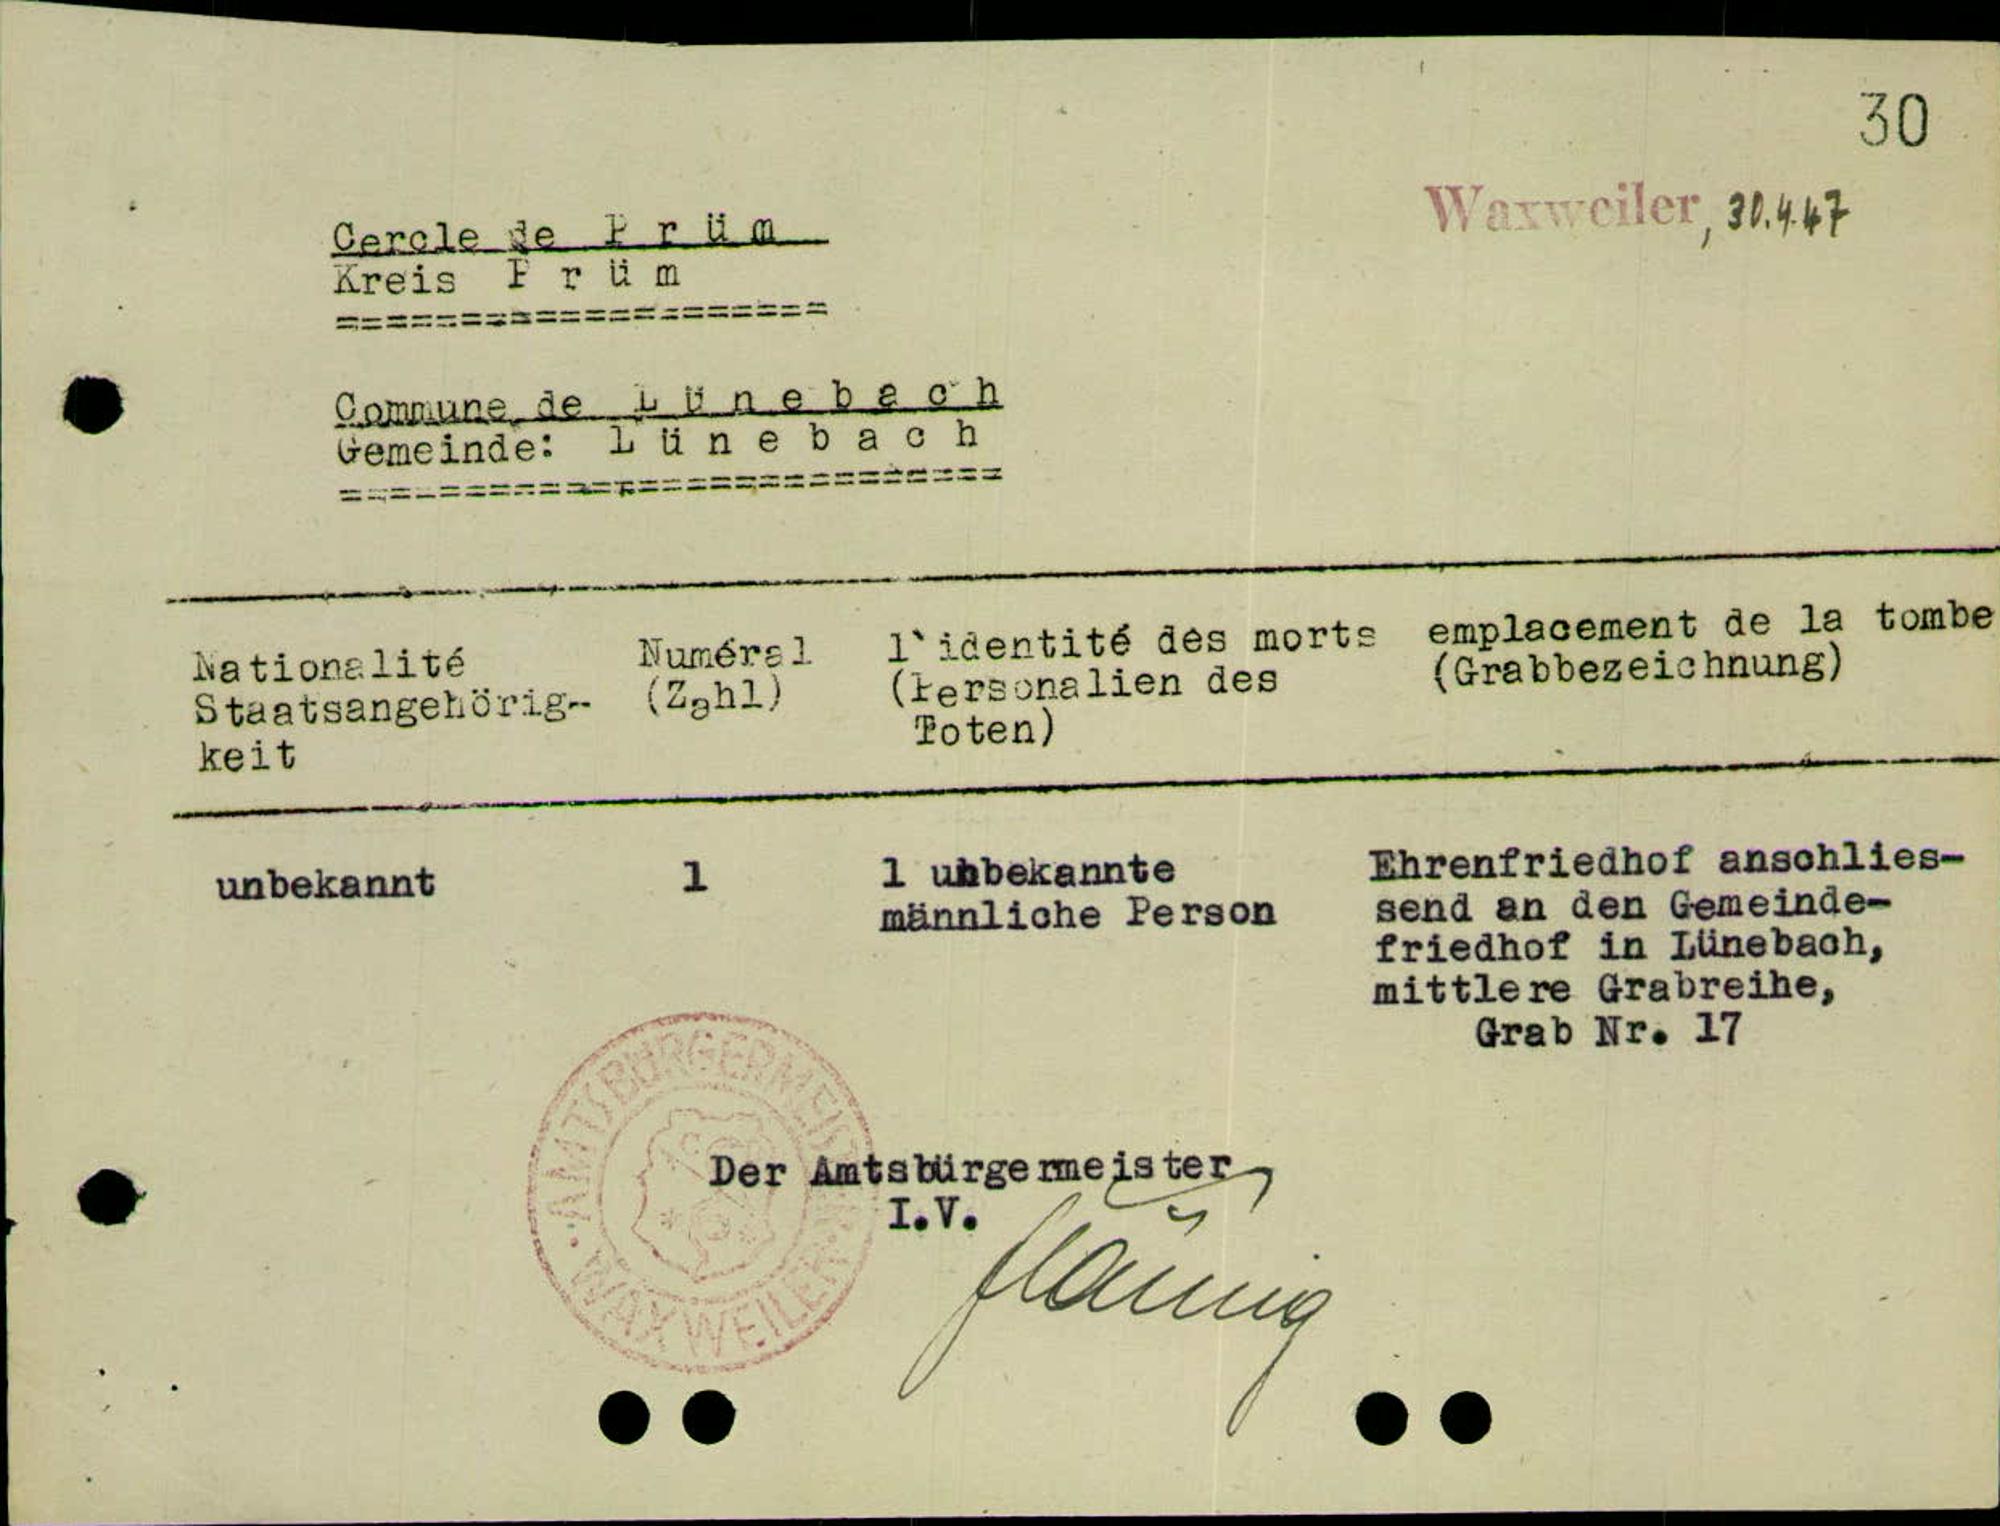 30
Waxweiler, 30.4.47
Cercle de Prüm
Kreis Prüm
====================
Commune de Lünebach
Gemeinde: Lünebach
===========================
Nationalité
Staatsangehörig-
keit
Numéral
(Zahl)
l`identité des morts
(Personalien des
Toten)
emplacement de la tombe
(Grabbezeichnung)
unbekannt
1
1 unbekannte
männliche Person
Ehrenfriedhof anschlies-
send an den Gemeinde-
friedhof in Lünebach,
mittlere Grabreihe,
Grab Nr. 17
Der Amtsbürgermeister
I.V.
WAXWEILER